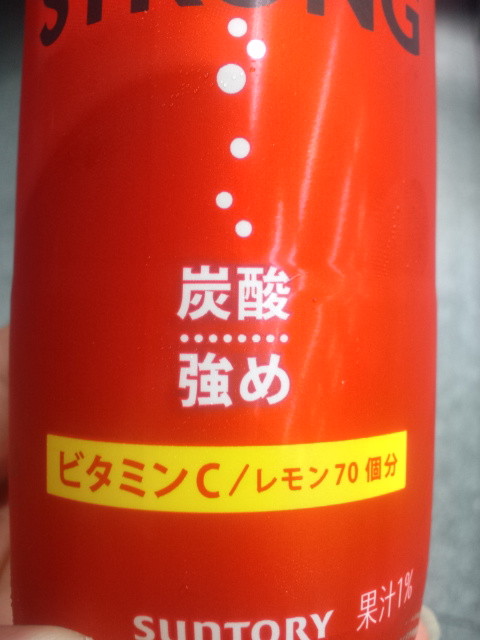 STRONG
炭酸
強め
ビタミンC/レモン70個分
果汁1%
SUNTORY